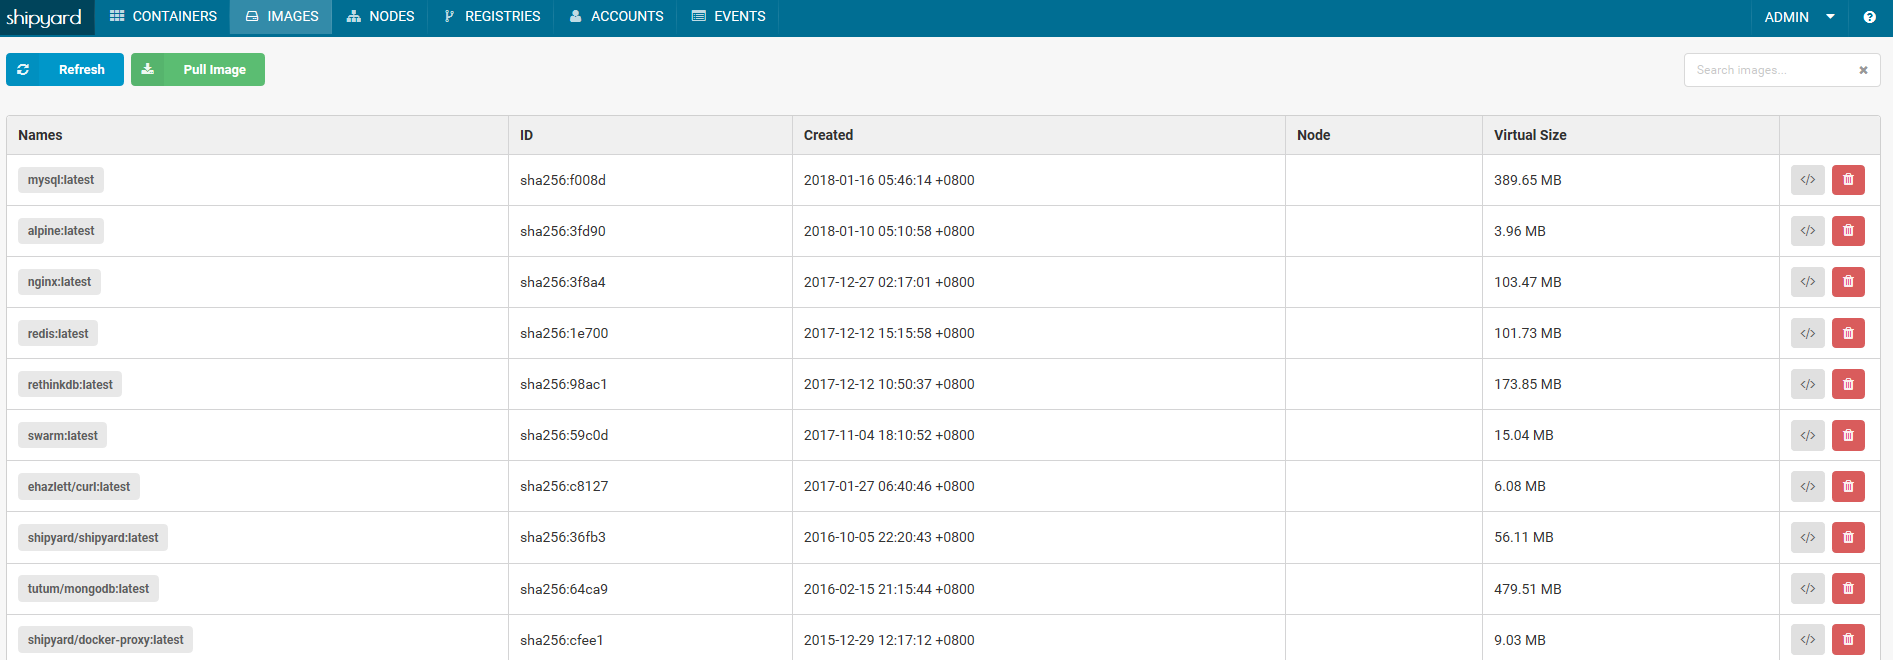 shipyard CONTAINERS IMAGES NODES REGISTRIES ACCOUNTS EVENTS ADMIN
Refresh Pull Image Search images...
Names ID Created Node Virtual Size
mysql:latest sha256:f008d 2018-01-16 05:46:14 +0800 389.65 MB </>
alpine:latest sha256:3fd90 2018-01-10 05:10:58 +0800 3.96 MB </>
nginx:latest sha256:3f8a4 2017-12-27 02:17:01 +0800 103.47 MB </>
redis:latest sha256:1e700 2017-12-12 15:15:58 +0800 101.73 MB </>
rethinkdb:latest sha256:98ac1 2017-12-12 10:50:37 +0800 173.85 MB </>
swarm:latest sha256:59c0d 2017-11-04 18:10:52 +0800 15.04 MB </>
ehazlett/curl:latest sha256:c8127 2017-01-27 06:40:46 +0800 6.08 MB </>
shipyard/shipyard:latest sha256:36fb3 2016-10-05 22:20:43 +0800 56.11 MB </>
tutum/mongodb:latest sha256:64ca9 2016-02-15 21:15:44 +0800 479.51 MB </>
shipyard/docker-proxy:latest sha256:cfee1 2015-12-29 12:17:12 +0800 9.03 MB </>